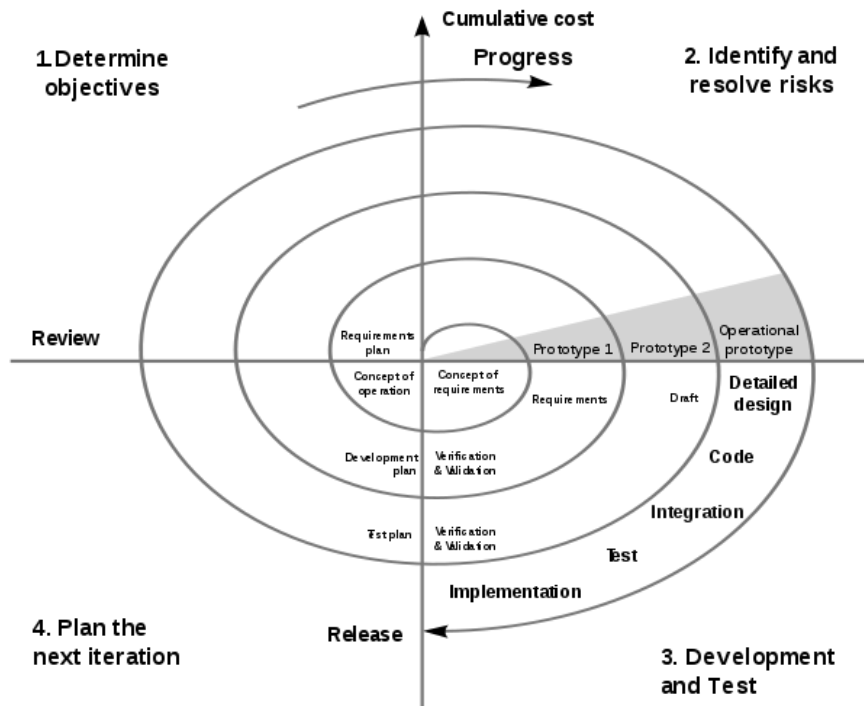 Cumulative cost
1.Determine
objectives
Progress
2. Identify and
resolve risks
Review
Requirements
plan
Prototype 1
Prototype 2
Operational
prototype
Concept of
operation
Concept of
requirements
Requirements
Draft
Detailed
design
Development
plan
Verification
& Validation
Code
Integration
Test plan
Verification
& Validation
Test
Implementation
Release
4. Plan the
next iteration
3. Development
and Test